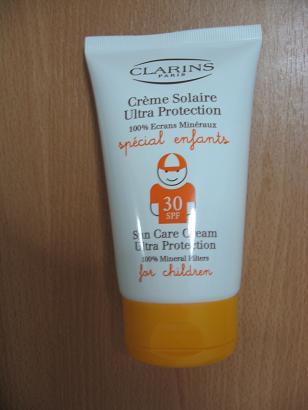 CLARINS
PARIS
Crème Solaire
Ultra Protection
100% Ecrans Minéraux
spécial enfants
30
SPF
Sun Care Cream
Ultra Protection
100% Mineral Filters
for children